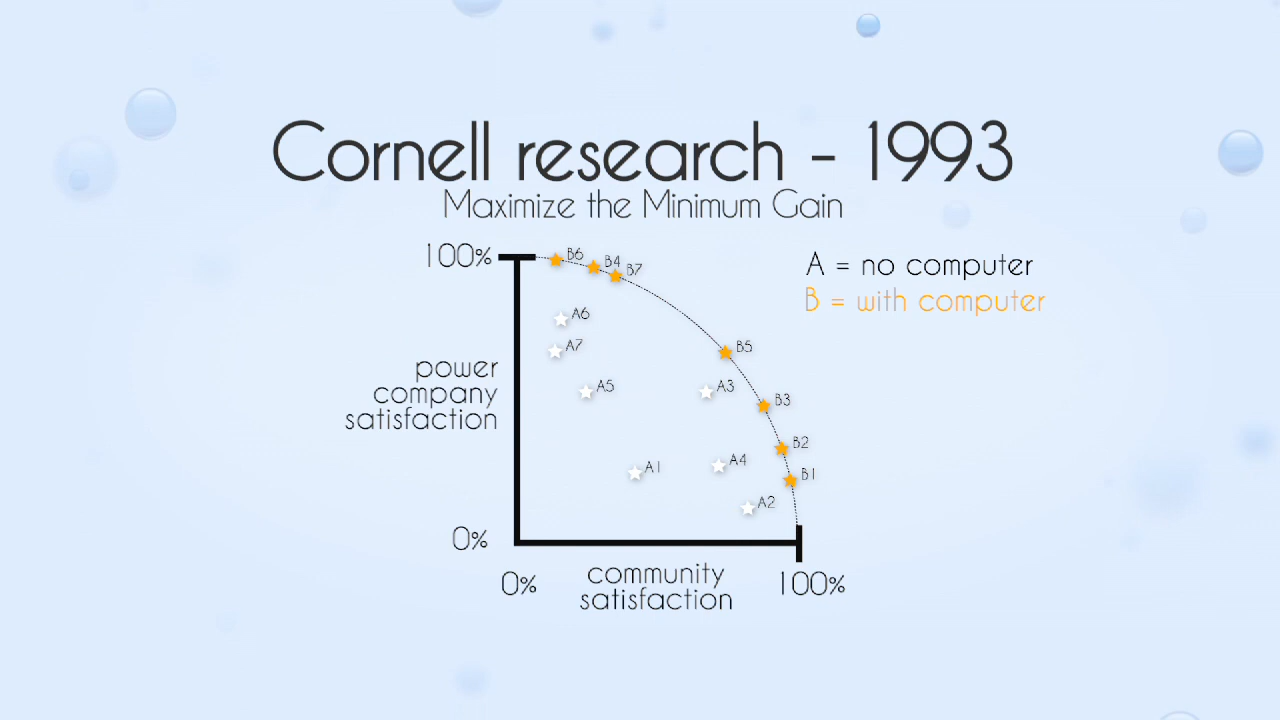 Cornell research - 1993
Maximize the Minimum Gain
100%
B6
B4
B7
A = no computer
B = with computer
A6
A7
B5
power
company
satisfaction
A5
A3
B3
B2
A1
A4
B1
A2
0%
0%
community
satisfaction
100%